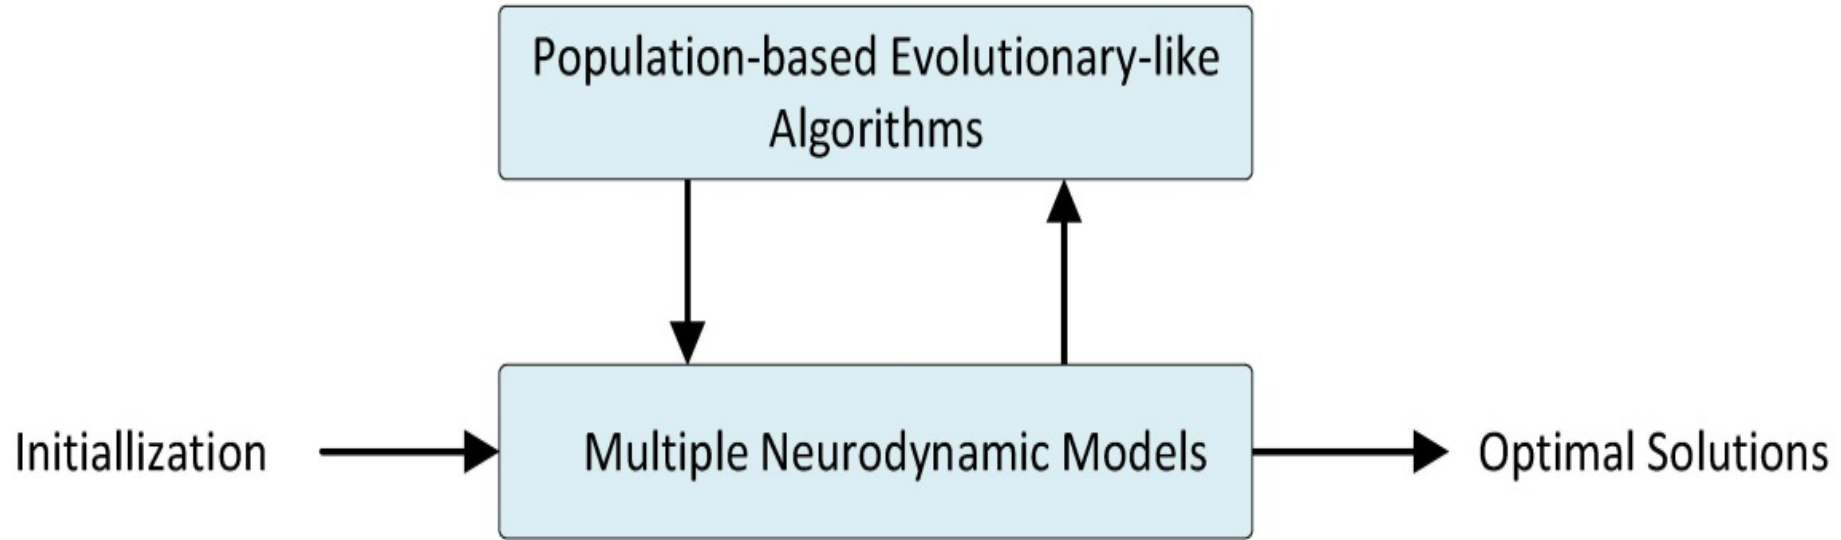 Population-based Evolutionary-like
Algorithms
Initiallization
Multiple Neurodynamic Models
Optimal Solutions